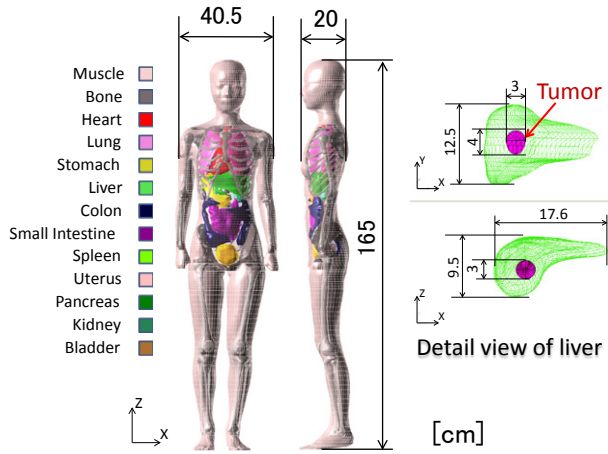 40.5
20
Muscle
Bone
Heart
Lung
Stomach
Liver
Colon
Small Intestine
Spleen
Uterus
Pancreas
Kidney
Bladder
165
Z
X
3
Tumor
12.5
4
Y
X
17.6
9.5
3
Z
X
Detail view of liver
[cm]